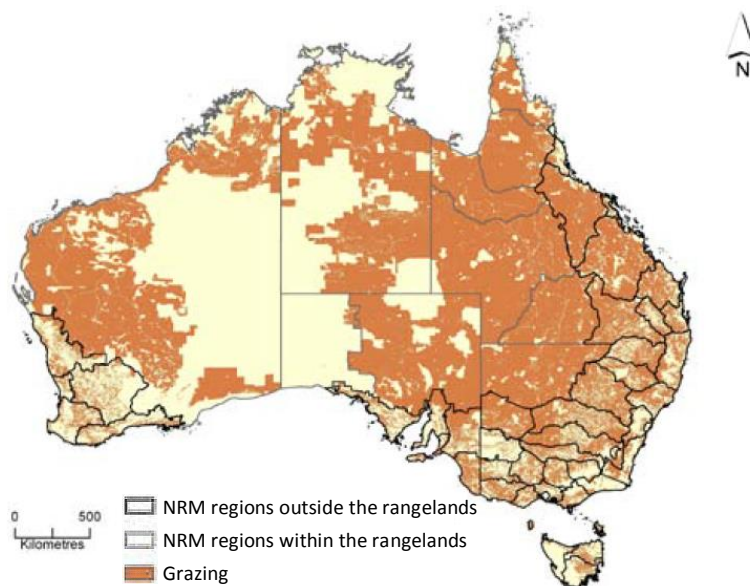 N
0 500
Kilometres
NRM regions outside the rangelands
NRM regions within the rangelands
Grazing